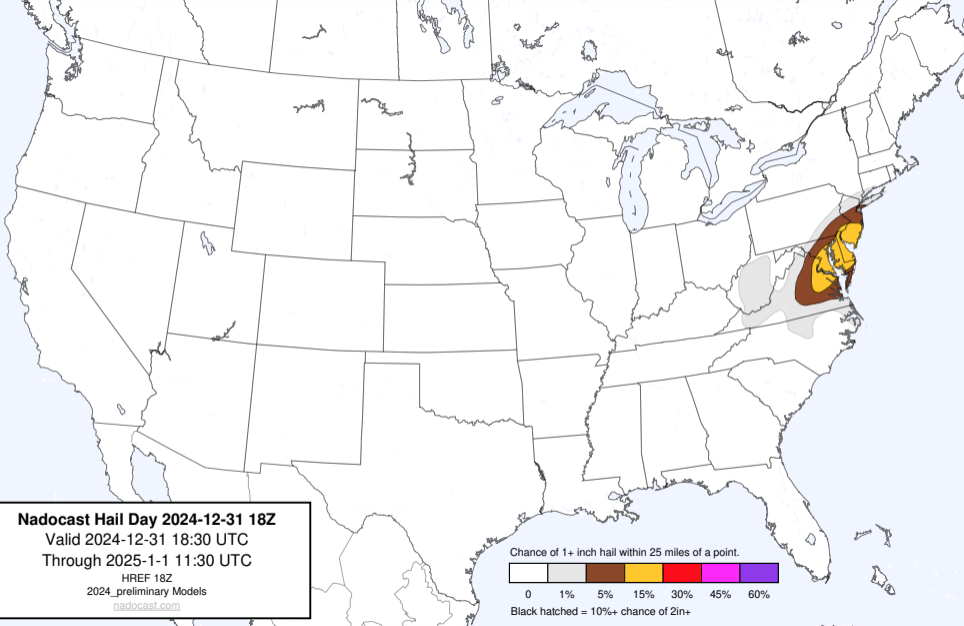 Nadocast Hail Day 2024-12-31 18Z
Valid 2024-12-31 18:30 UTC
Through 2025-1-1 11:30 UTC
HREF 18Z
2024_preliminary Models
nadocast.com
Chance of 1+ inch hail within 25 miles of a point.
0 1% 5% 15% 30% 45% 60%
Black hatched = 10%+ chance of 2in+